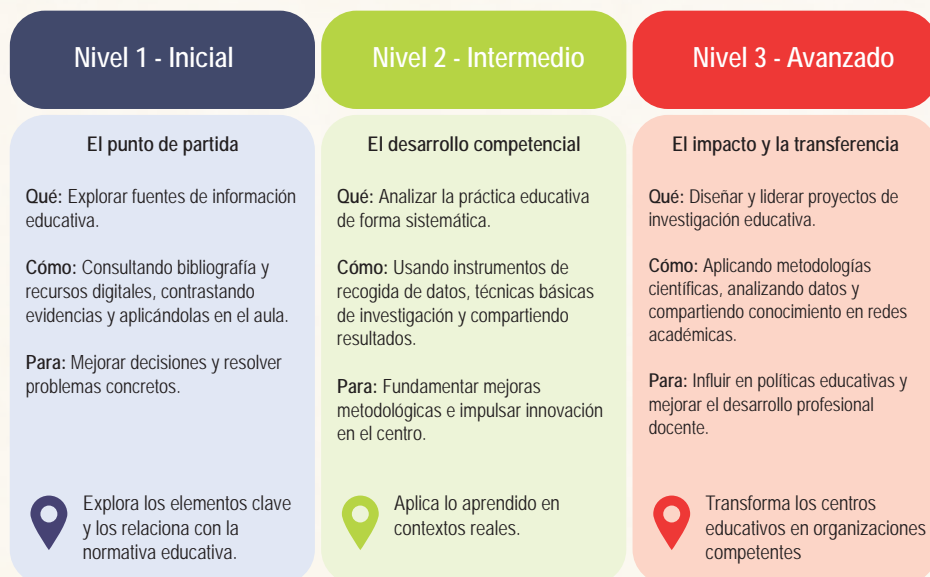 Nivel 1 - Inicial
El punto de partida
Qué: Explorar fuentes de información
educativa.
Cómo: Consultando bibliografía y
recursos digitales, contrastando
evidencias y aplicándolas en el aula.
Para: Mejorar decisiones y resolver
problemas concretos.
Explora los elementos clave
y los relaciona con la
normativa educativa.
Nivel 2 - Intermedio
El desarrollo competencial
Qué: Analizar la práctica educativa
de forma sistemática.
Cómo: Usando instrumentos de
recogida de datos, técnicas básicas
de investigación y compartiendo
resultados.
Para: Fundamentar mejoras
metodológicas e impulsar innovación
en el centro.
Aplica lo aprendido en
contextos reales.
Nivel 3 - Avanzado
El impacto y la transferencia
Qué: Diseñar y liderar proyectos de
investigación educativa.
Cómo: Aplicando metodologías
científicas, analizando datos y
compartiendo conocimiento en redes
académicas.
Para: Influir en políticas educativas y
mejorar el desarrollo profesional
docente.
Transforma los centros
educativos en organizaciones
competentes